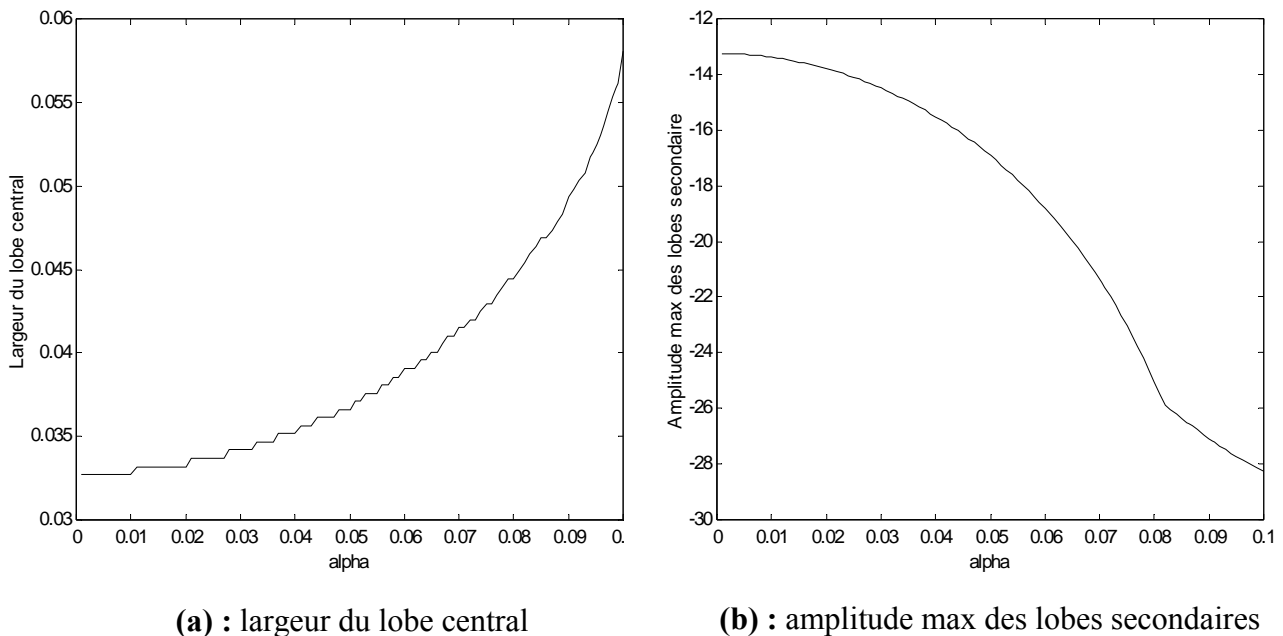 0.06
0.055
0.05
0.045
0.04
0.035
0.03
Largeur du lobe central
0 0.01 0.02 0.03 0.04 0.05 0.06 0.07 0.08 0.09 0.
alpha
-12
-14
-16
-18
-20
-22
-24
-26
-28
-30
Amplitude max des lobes secondaire
0 0.01 0.02 0.03 0.04 0.05 0.06 0.07 0.08 0.09 0.1
alpha
(a) : largeur du lobe central
(b) : amplitude max des lobes secondaires